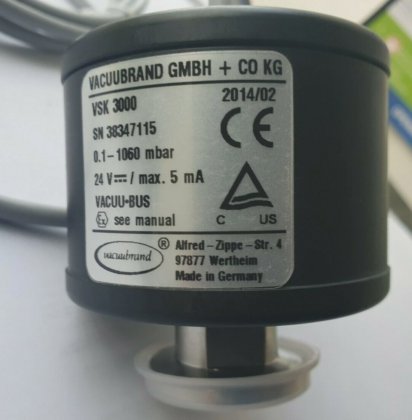 VACUUBRAND GMBH + CO KG
VSK 3000 2014/02
SN 38347115
0.1-1060 mbar
24 V⎓/ max. 5 mA
VACUU-BUS
Ex see manual
C US
vacuubrand ®
Alfred-Zippe-Str. 4
97877 Wertheim
Made in Germany
CE